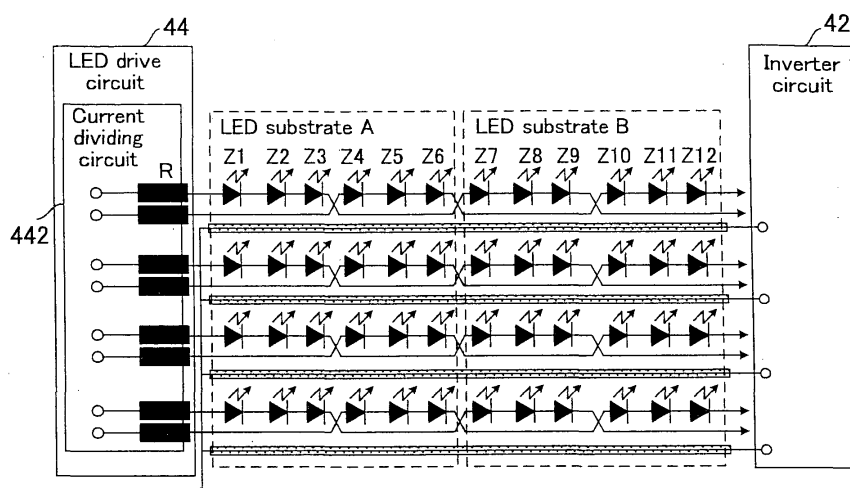 44
42
LED drive
circuit
Inverter
circuit
Current
dividing
circuit
LED substrate A
LED substrate B
R
Z1 Z2 Z3 Z4 Z5 Z6 Z7 Z8 Z9 Z10 Z11 Z12
442